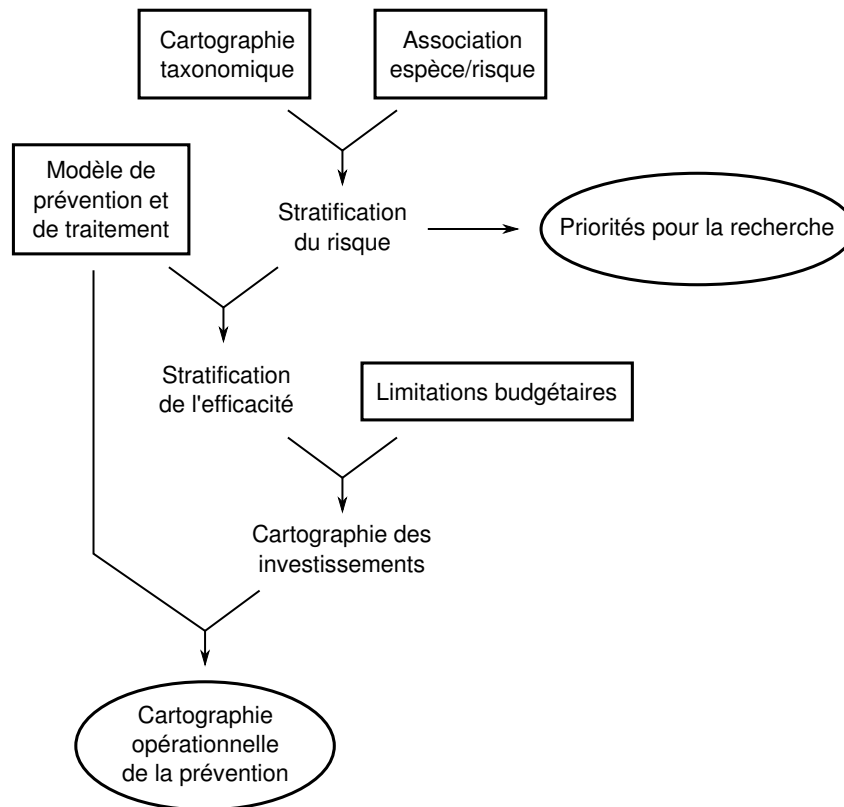 Cartographie
taxonomique
Association
espèce/risque
Modèle de
prévention et
de traitement
Stratification
du risque
Priorités pour la recherche
Stratification
de l'efficacité
Limitations budgétaires
Cartographie des
investissements
Cartographie
opérationnelle
de la prévention